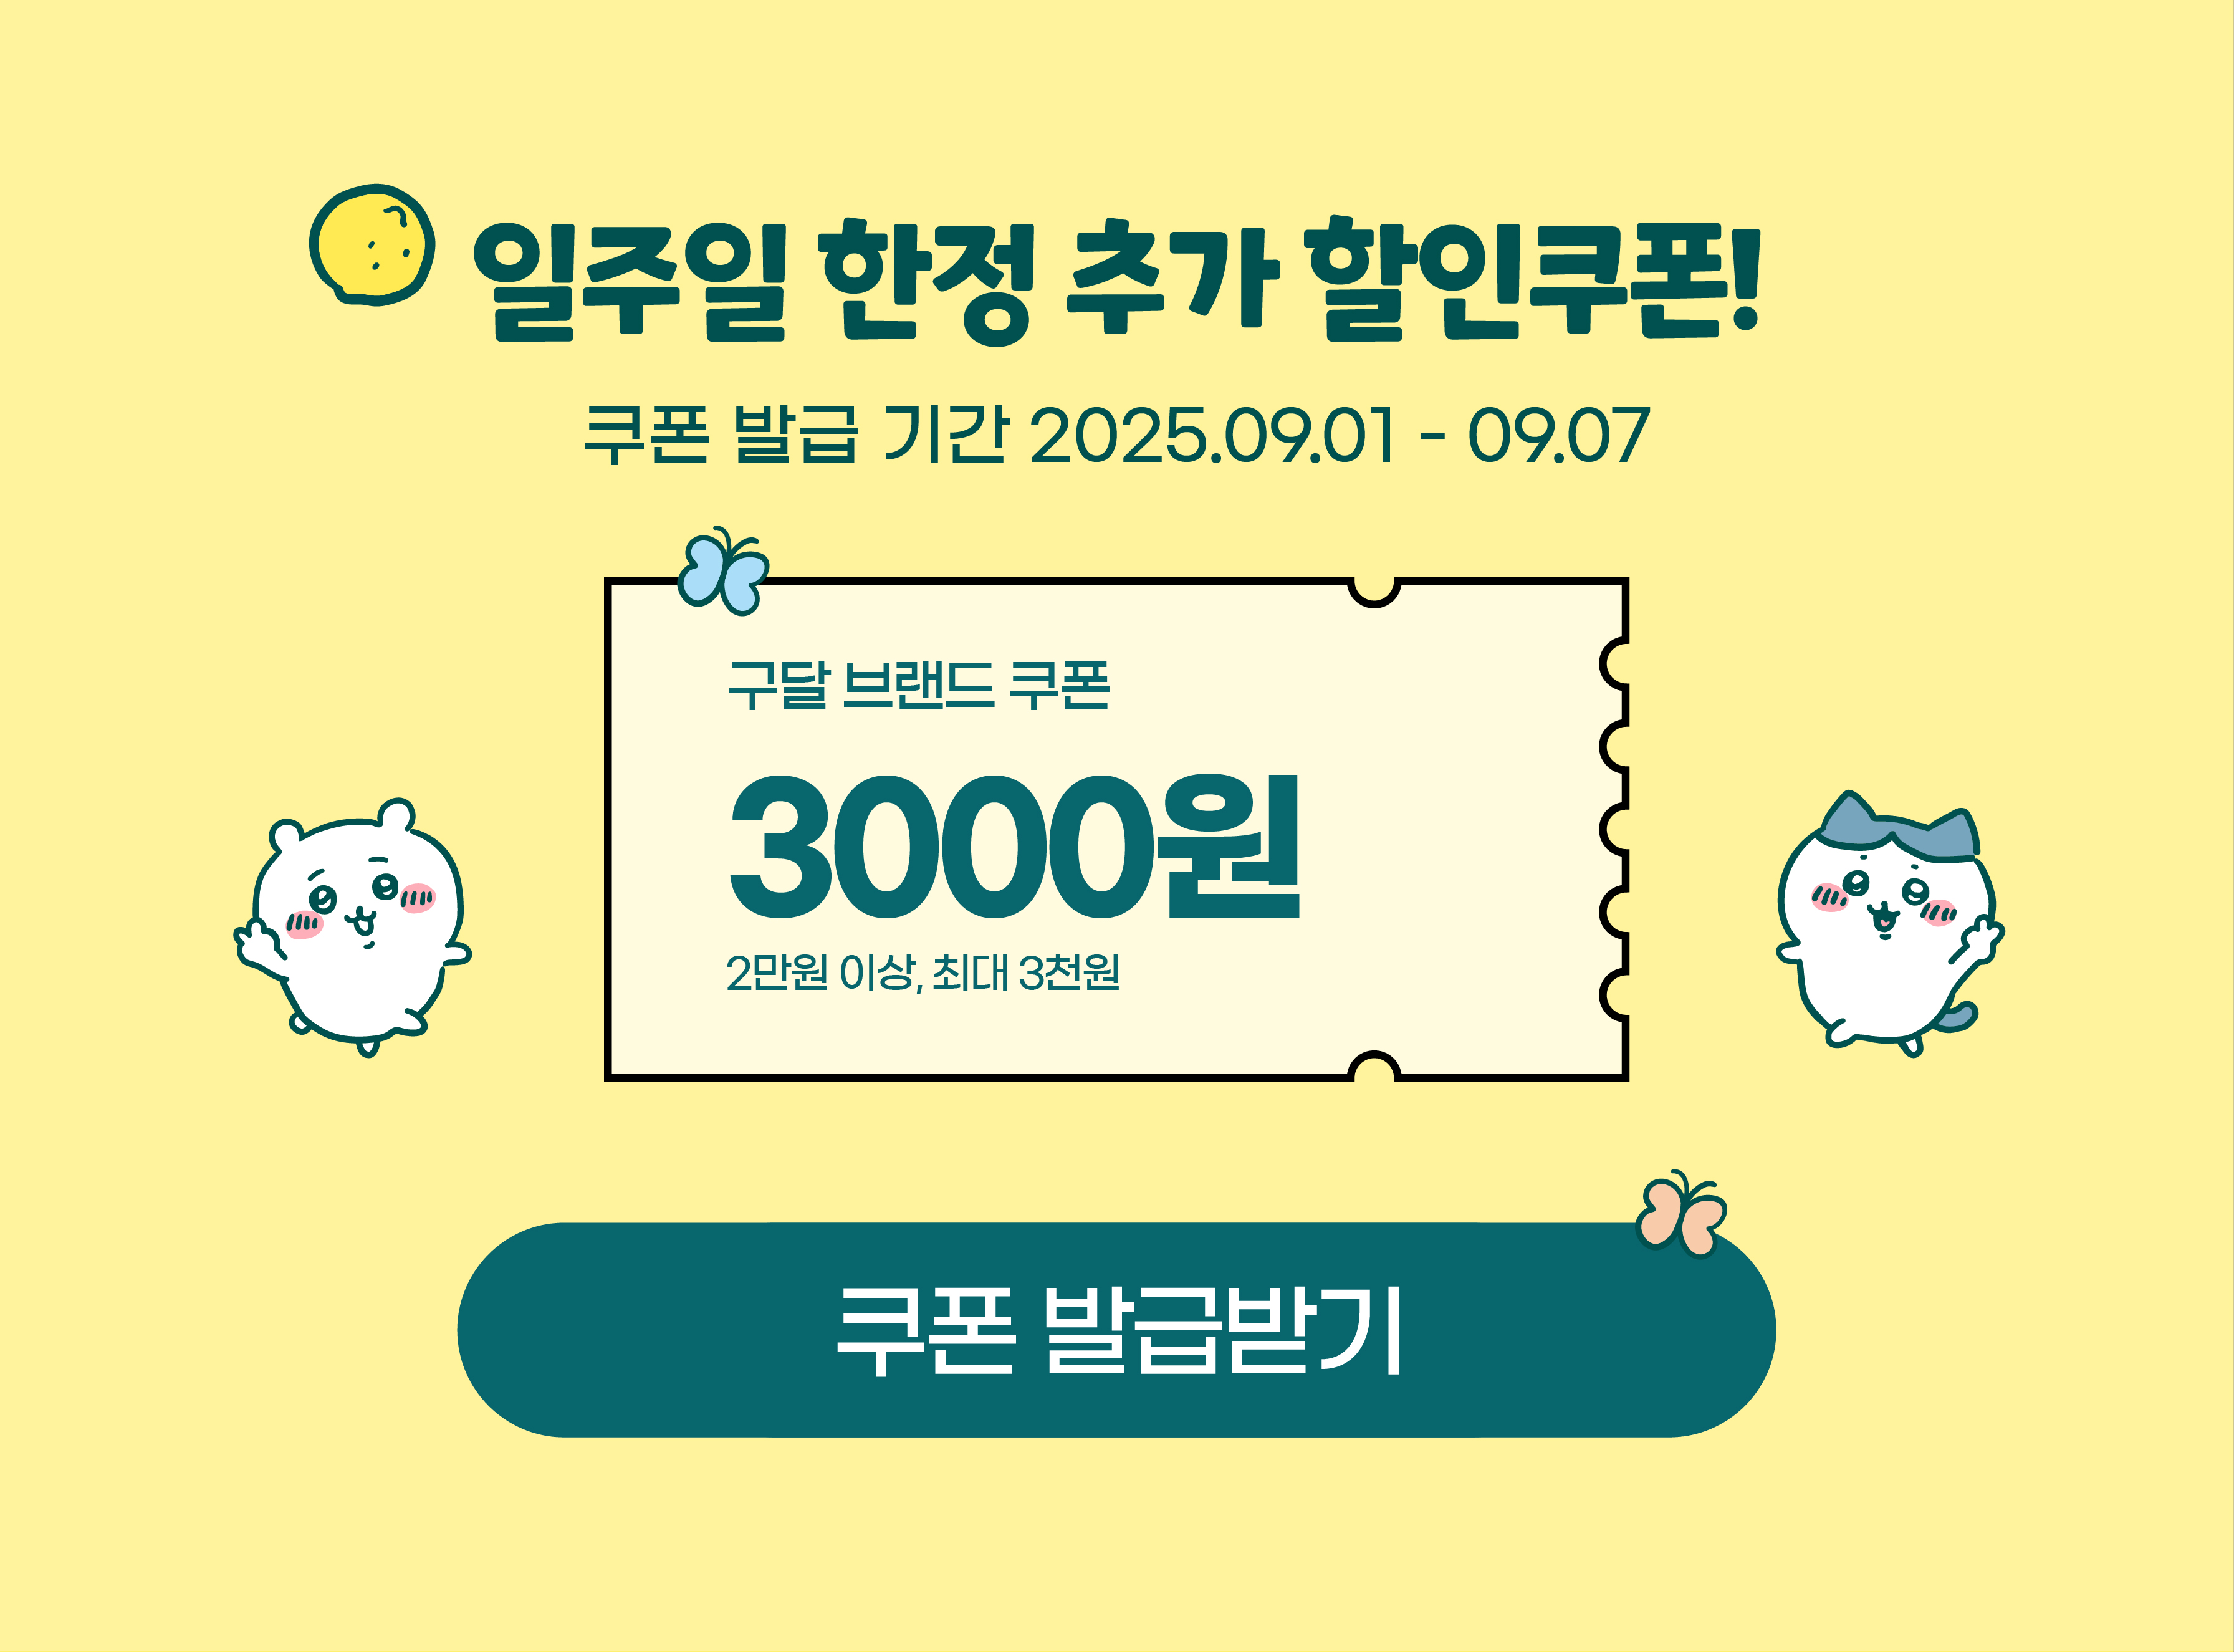 일주일 한정 추가 할인쿠폰!
쿠폰 발급 기간 2025.09.01 - 09.07
구달 브랜드 쿠폰
3000원
2만원 이상, 최대 3천원
쿠폰 발급받기